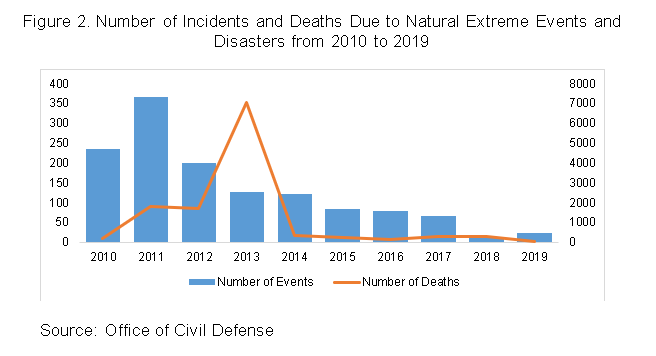 Figure 2. Number of Incidents and Deaths Due to Natural Extreme Events and
Disasters from 2010 to 2019
400 8000
350 7000
300 6000
250 5000
200 4000
150 3000
100 2000
50 1000
0 0
2010 2011 2012 2013 2014 2015 2016 2017 2018 2019
Number of Events Number of Deaths
Source: Office of Civil Defense